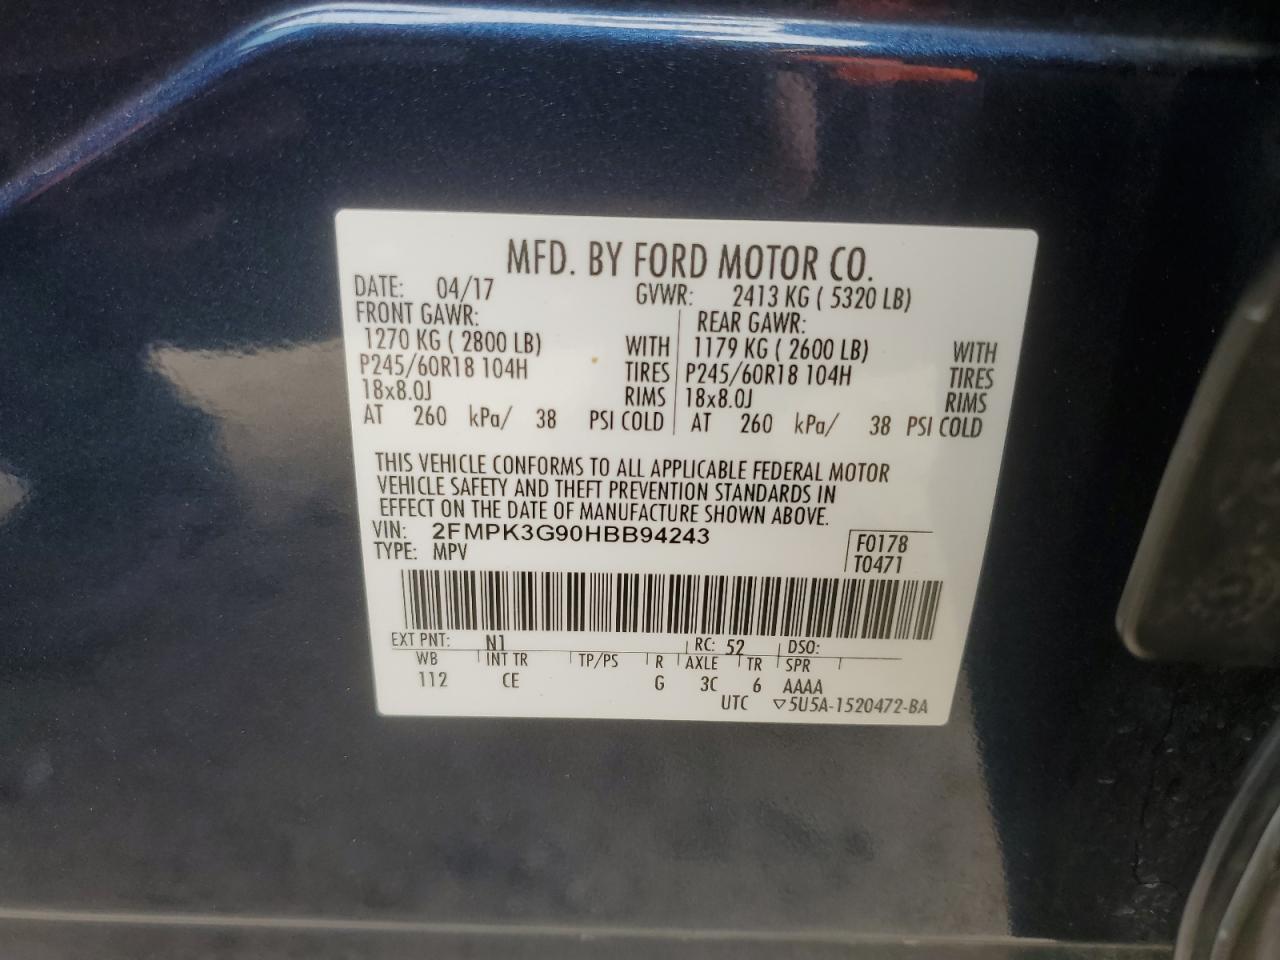 MFD. BY FORD MOTOR CO.
DATE: 04/17 GVWR: 2413 KG ( 5320 LB)
FRONT GAWR: REAR GAWR:
1270 KG ( 2800 LB) WITH 1179 KG ( 2600 LB) WITH
P245/60R18 104H TIRES P245/60R18 104H TIRES
18x8.0J RIMS 18x8.0J RIMS
AT 260 kPa/ 38 PSI COLD AT 260 kPa/ 38 PSI COLD
THIS VEHICLE CONFORMS TO ALL APPLICABLE FEDERAL MOTOR
VEHICLE SAFETY AND THEFT PREVENTION STANDARDS IN
EFFECT ON THE DATE OF MANUFACTURE SHOWN ABOVE.
VIN: 2FMPK3G90HBB94243 F0178
TYPE: MPV T0471
EXT PNT: N1 RC: 52 DSO:
WB INT TR TP/PS R AXLE TR SPR
112 CE G 3C 6 AAAA
UTC ▽5U5A-1520472-BA